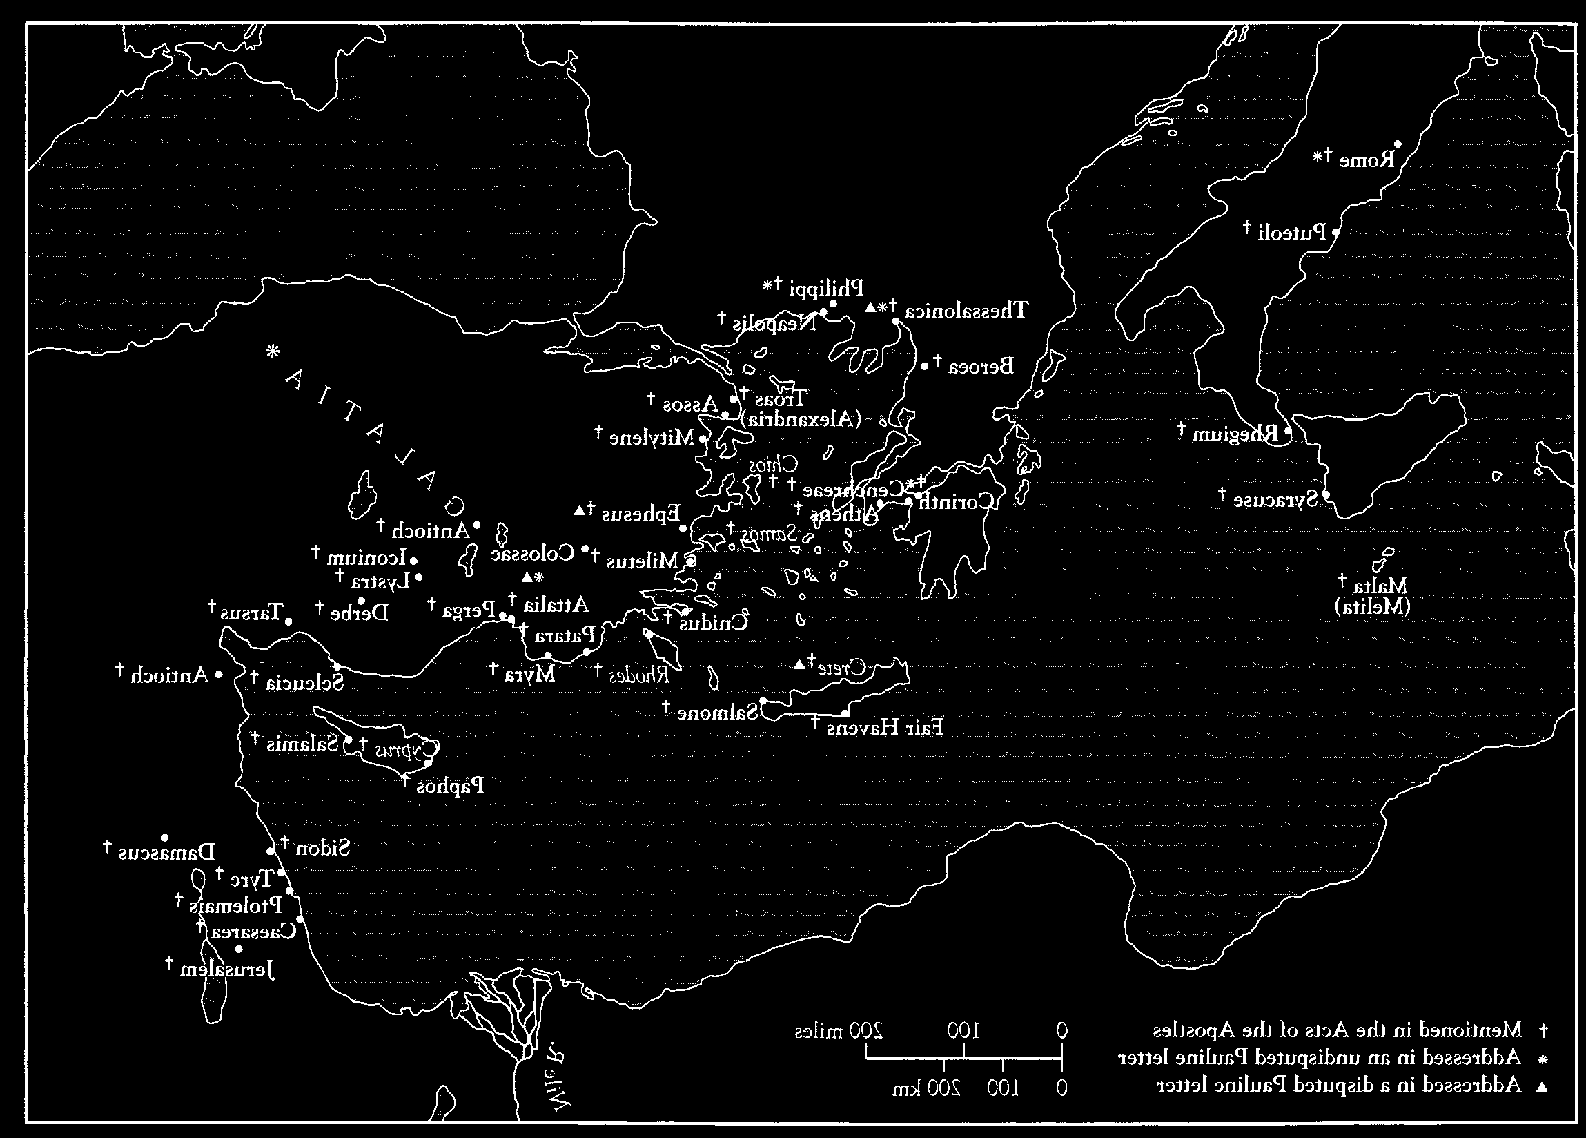 Rome †*
Puteoli †
Philippi †*
Neapolis †
Thessalonica †*▲
Beroea †
Troas †
(Alexandria)
Assos †
Mitylene †
Rhegium †
Syracuse †
Chios †
Cenchreae †
Corinth †*
Athens †
Samos †
Ephesus †▲
Miletus †
Colossae
*▲
GALATIA *
Antioch †
Iconium †
Lystra †
Derbe †
Tarsus †
Perga †
Attalia †
Patara †
Myra †
Cnidus †
Rhodes †
Malta †
(Melita)
Crete †▲
Salmone †
Fair Havens †
Antioch †
Seleucia †
Salamis †
Cyprus †
Paphos †
Damascus †
Sidon †
Tyre †
Ptolemais †
Caesarea †
Jerusalem †
Nile R.
† Mentioned in the Acts of the Apostles
* Addressed in an undisputed Pauline letter
▲ Addressed in a disputed Pauline letter
0 100 200 miles
0 100 200 km